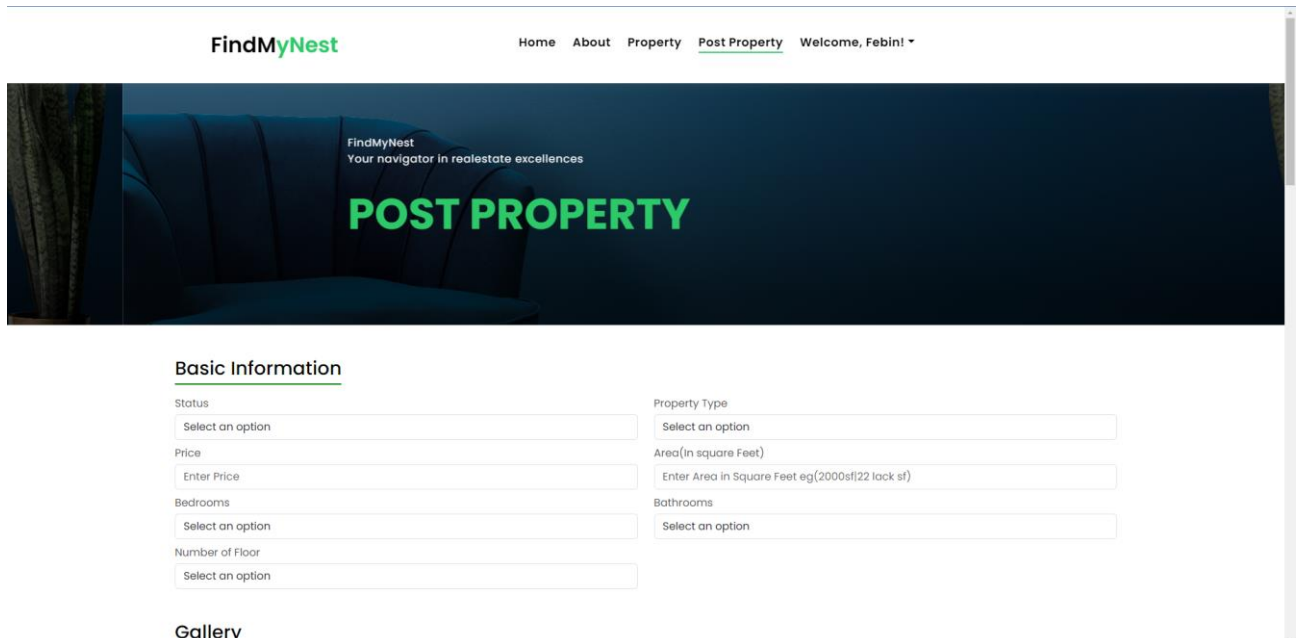 FindMyNest
Home About Property Post Property Welcome, Febin!
FindMyNest
Your navigator in realestate excellences
POST PROPERTY
Basic Information
Status
Select an option
Property Type
Select an option
Price
Enter Price
Area(In square Feet)
Enter Area in Square Feet eg(2000sf|22 lack sf)
Bedrooms
Select an option
Bathrooms
Select an option
Number of Floor
Select an option
Gallery